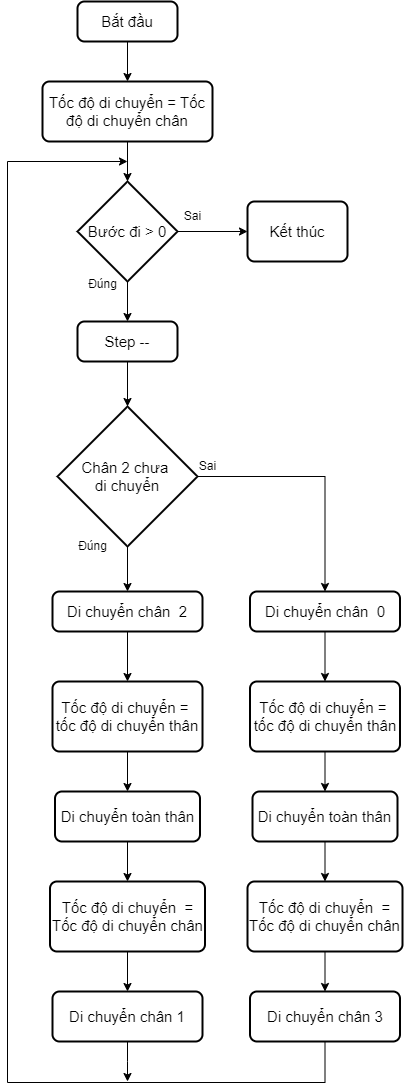 Bắt đầu
Tốc độ di chuyển = Tốc
độ di chuyển chân
Bước đi > 0
Sai
Kết thúc
Đúng
Step --
Chân 2 chưa
di chuyển
Sai
Đúng
Di chuyển chân 2
Di chuyển chân 0
Tốc độ di chuyển =
tốc độ di chuyển thân
Tốc độ di chuyển =
tốc độ di chuyển thân
Di chuyển toàn thân
Di chuyển toàn thân
Tốc độ di chuyển =
Tốc độ di chuyển chân
Tốc độ di chuyển =
Tốc độ di chuyển chân
Di chuyển chân 1
Di chuyển chân 3